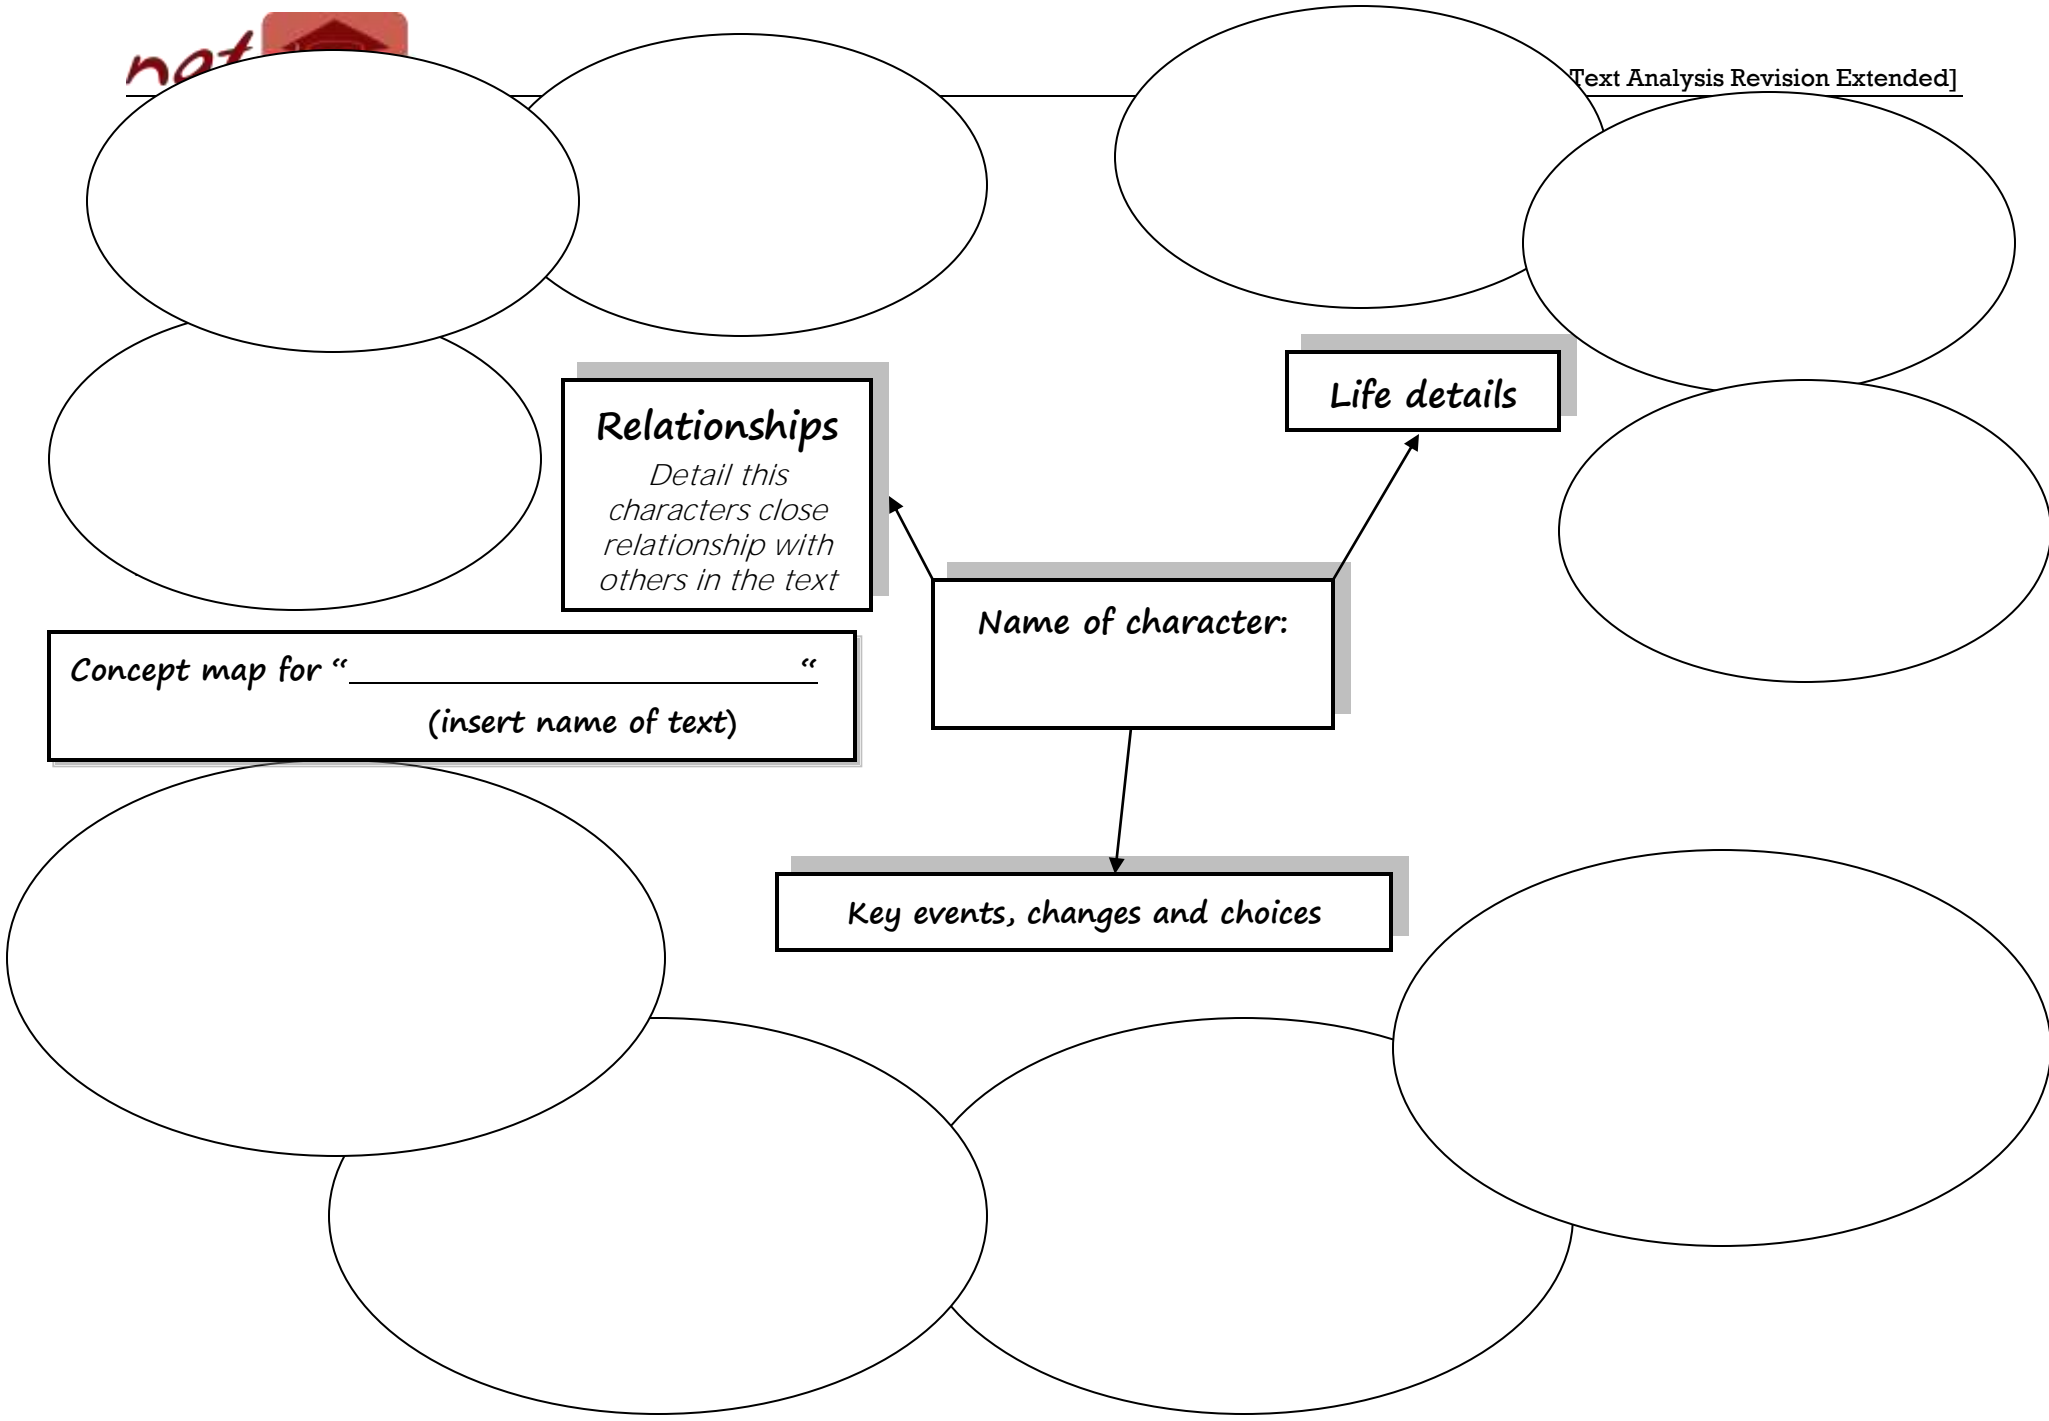 Text Analysis Revision Extended]
Relationships
Detail this
characters close
relationship with
others in the text
Life details
Name of character:
Concept map for “ “
(insert name of text)
Key events, changes and choices